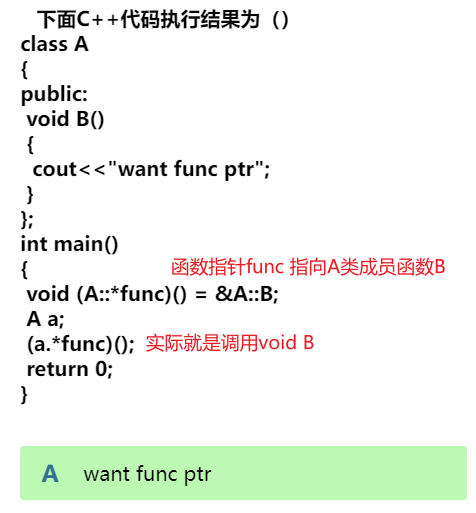 下面C++代码执行结果为（）
class A
{
public:
void B()
{
cout<<"want func ptr";
}
};
int main()
{ 函数指针func 指向A类成员函数B
void (A::*func)() = &A::B;
A a;
(a.*func)(); 实际就是调用void B
return 0;
}
A want func ptr